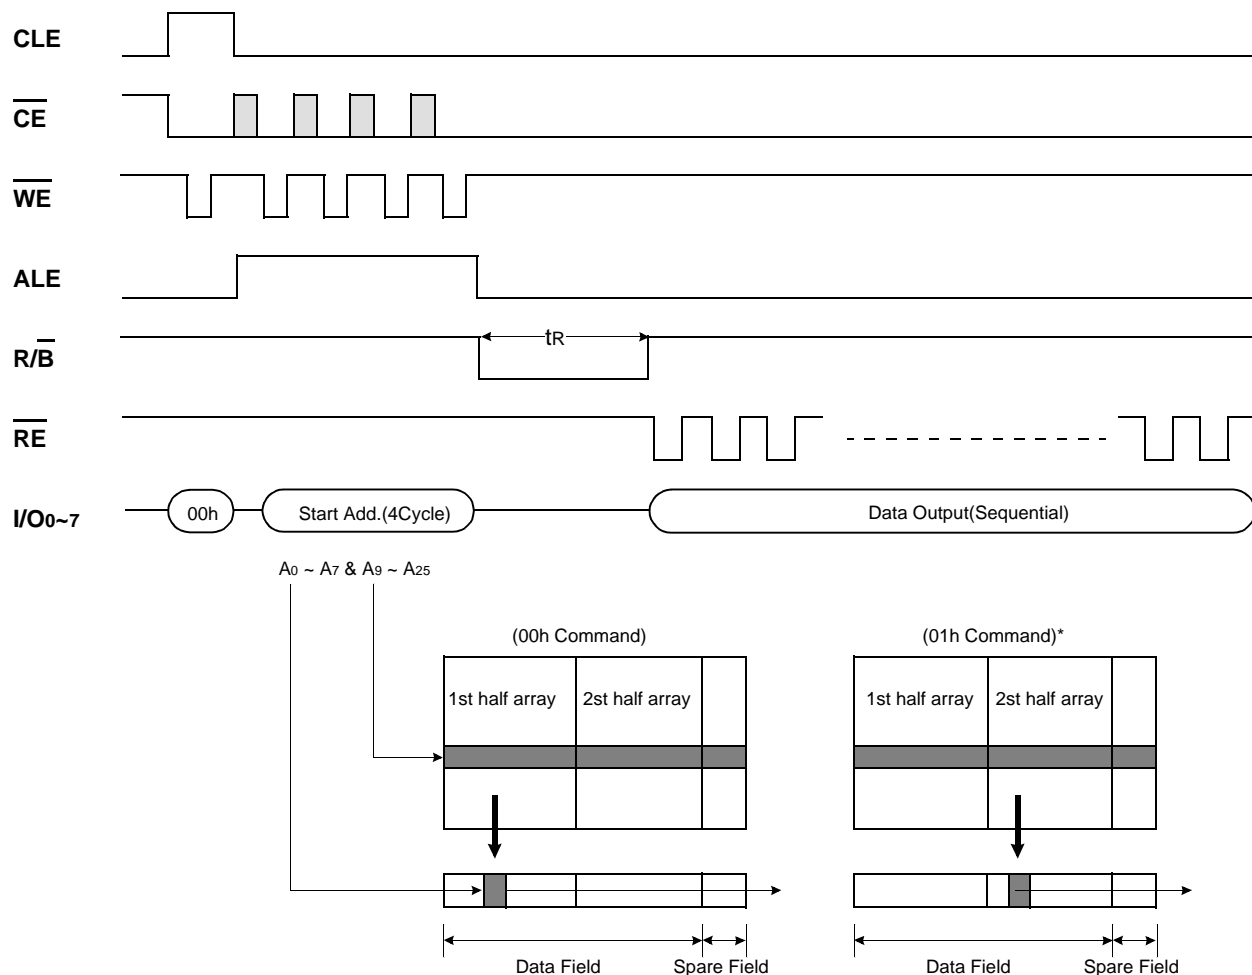 CLE
CE
WE
ALE
R/B
tR
RE
I/O0~7
00h
Start Add.(4Cycle)
Data Output(Sequential)
A0 ~ A7 & A9 ~ A25
(00h Command)
(01h Command)*
1st half array
2st half array
1st half array
2st half array
Data Field
Spare Field
Data Field
Spare Field